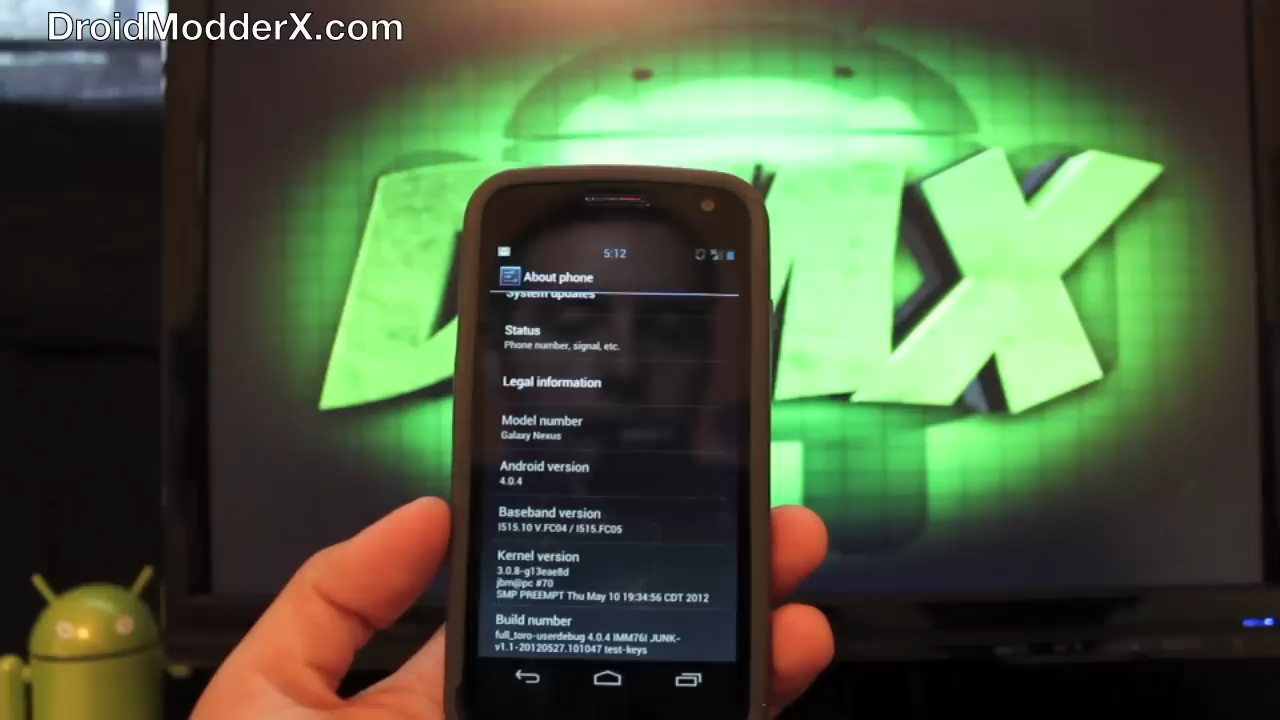 DroidModderX.com
5:12
About phone
System updates
Status
Phone number, signal, etc.
Legal information
Model number
Galaxy Nexus
Android version
4.0.4
Baseband version
I515.10 V.FC04 / I515.FC05
Kernel version
3.0.8-g13eae8d
jbm@pc #70
SMP PREEMPT Thu May 10 19:34:56 CDT 2012
Build number
full_toro-userdebug 4.0.4 IMM76I JUNK-
v1.1-20120527.101047 test-keys